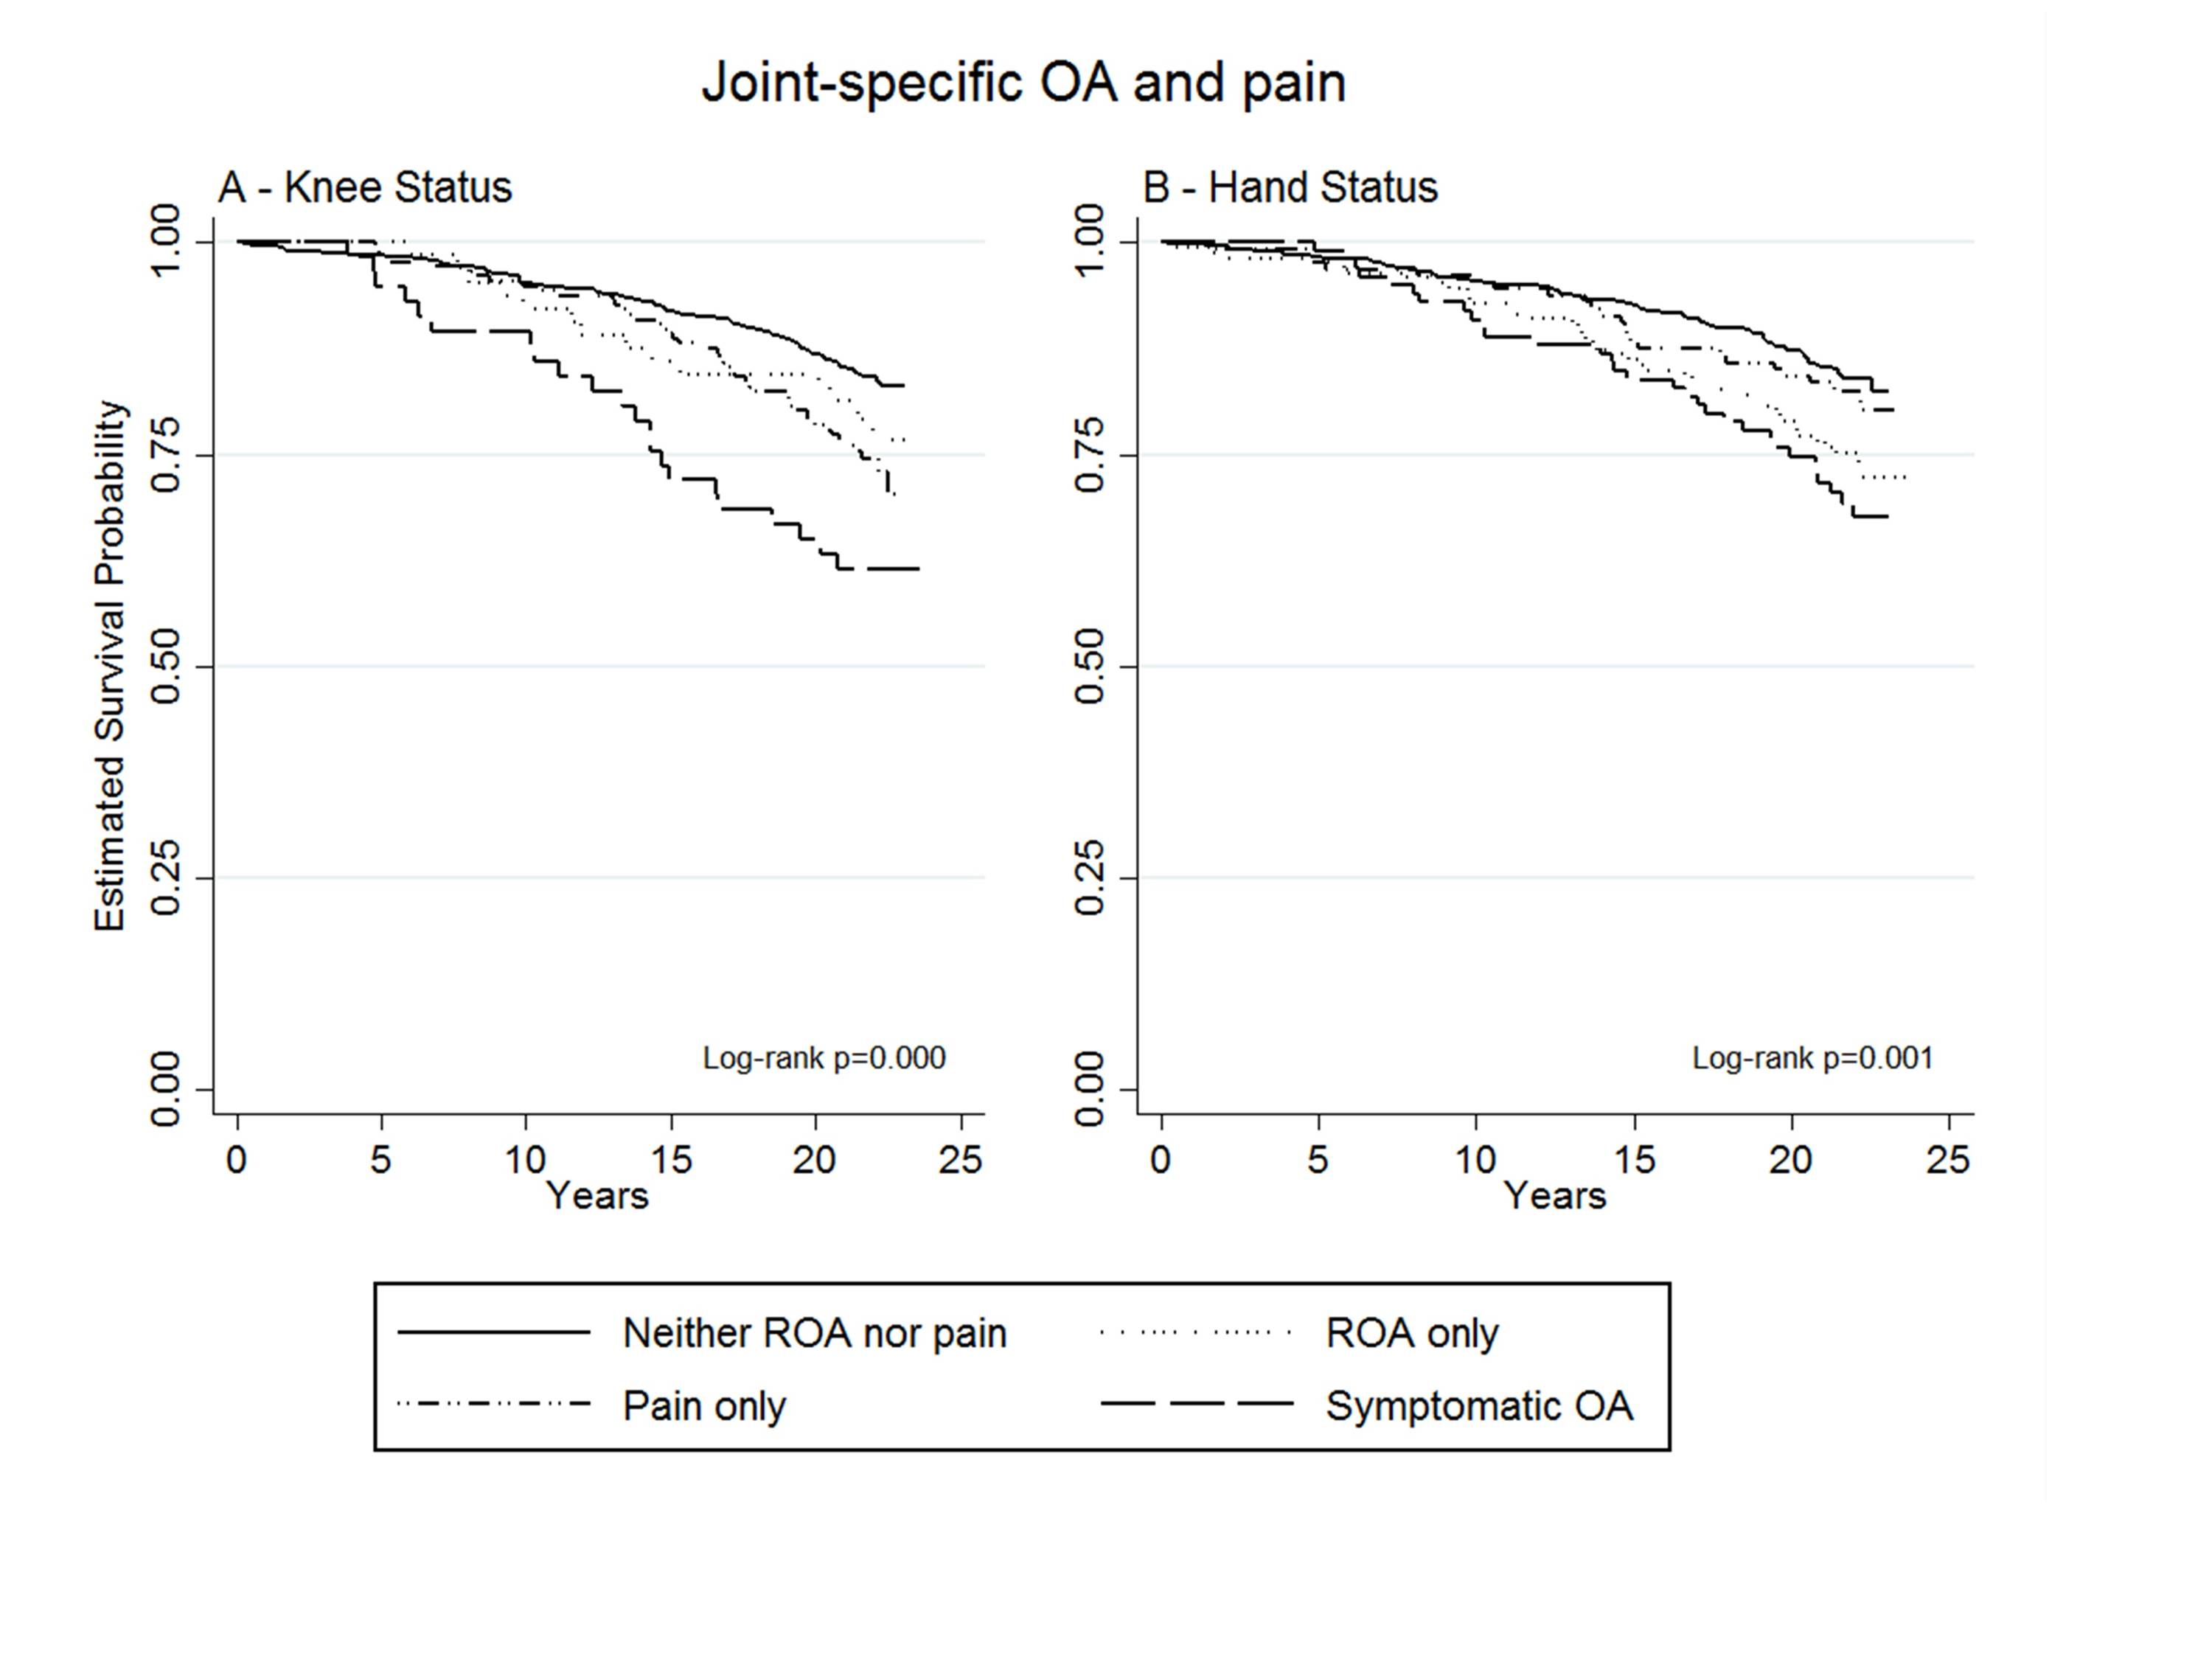 Joint-specific OA and pain
A - Knee Status
Estimated Survival Probability
1.00
0.75
0.50
0.25
0.00
Log-rank p=0.000
0 5 10 15 20 25
Years
B - Hand Status
1.00
0.75
0.50
0.25
0.00
Log-rank p=0.001
0 5 10 15 20 25
Years
Neither ROA nor pain
ROA only
Pain only
Symptomatic OA